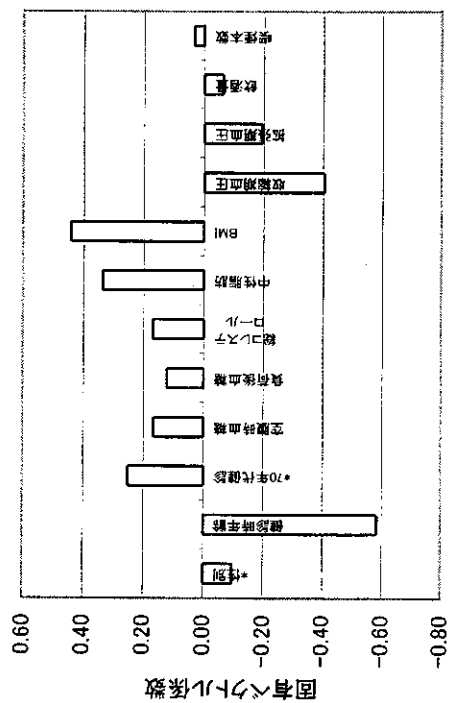 固有ベクトル係数
0.60
0.40
0.20
0.00
-0.20
-0.40
-0.60
-0.80
*性別
健診時年齢
*70年代健診
空腹時血糖
負荷後血糖
総コレステ
ロール
中性脂肪
BMI
収縮期血圧
拡張期血圧
飲酒量
喫煙本数